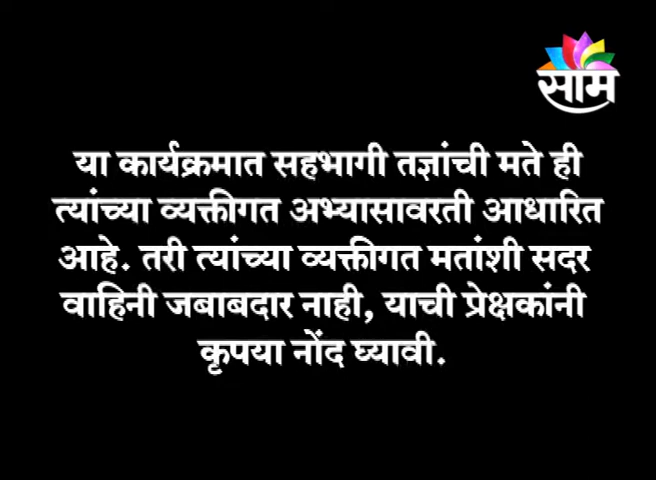 साम
या कार्यक्रमात सहभागी तज्ञांची मते ही
त्यांच्या व्यक्तीगत अभ्यासावरती आधारित
आहे. तरी त्यांच्या व्यक्तीगत मतांशी सदर
वाहिनी जबाबदार नाही, याची प्रेक्षकांनी
कृपया नोंद घ्यावी.